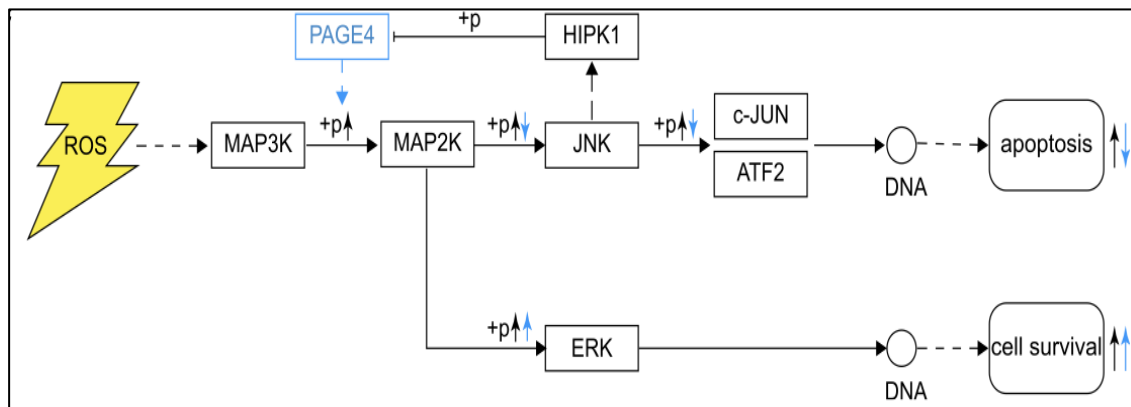 PAGE4
+p
HIPK1
ROS
MAP3K
+p
MAP2K
+p
JNK
+p
c-JUN
ATF2
DNA
apoptosis
+p
ERK
DNA
cell survival